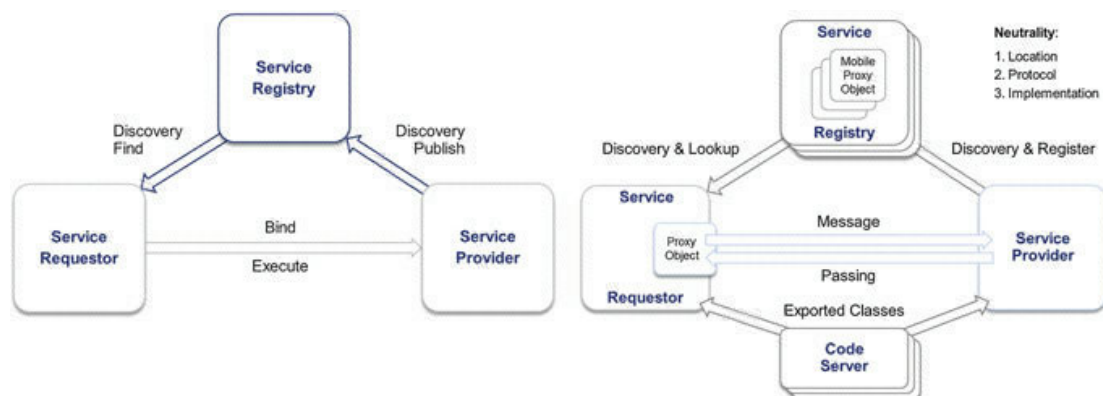 Service
Registry
Discovery
Find
Discovery
Publish
Service
Requestor
Bind
Execute
Service
Provider
Service
Mobile
Proxy
Object
Registry
Neutrality:
1. Location
2. Protocol
3. Implementation
Discovery & Lookup
Discovery & Register
Service
Proxy
Object
Requestor
Message
Passing
Service
Provider
Exported Classes
Code
Server